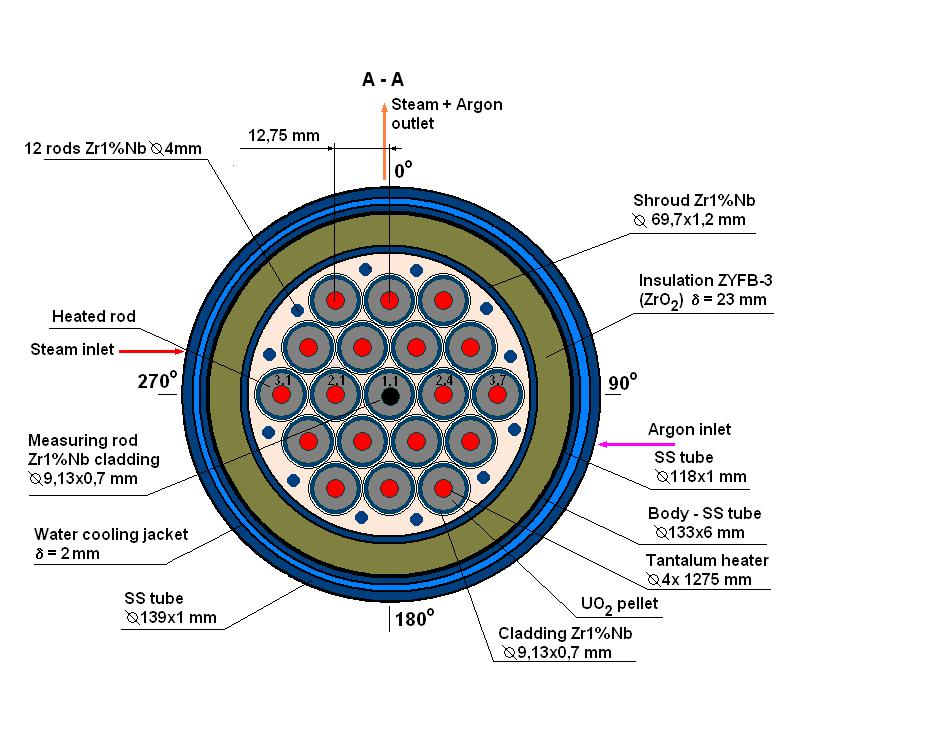 A - A
Steam + Argon
outlet
12,75 mm
12 rods Zr1%Nb ∅4mm
0°
Shroud Zr1%Nb
∅ 69,7x1,2 mm
Insulation ZYFB-3
(ZrO2) δ = 23 mm
Heated rod
Steam inlet
270°
3.1 2.1 1.1 2.4 3.7
90°
Argon inlet
Measuring rod
Zr1%Nb cladding
∅9,13x0,7 mm
SS tube
∅118x1 mm
Body - SS tube
∅133x6 mm
Water cooling jacket
δ = 2mm
Tantalum heater
∅4x 1275 mm
SS tube
∅139x1 mm
UO2 pellet
180°
Cladding Zr1%Nb
∅9,13x0,7 mm